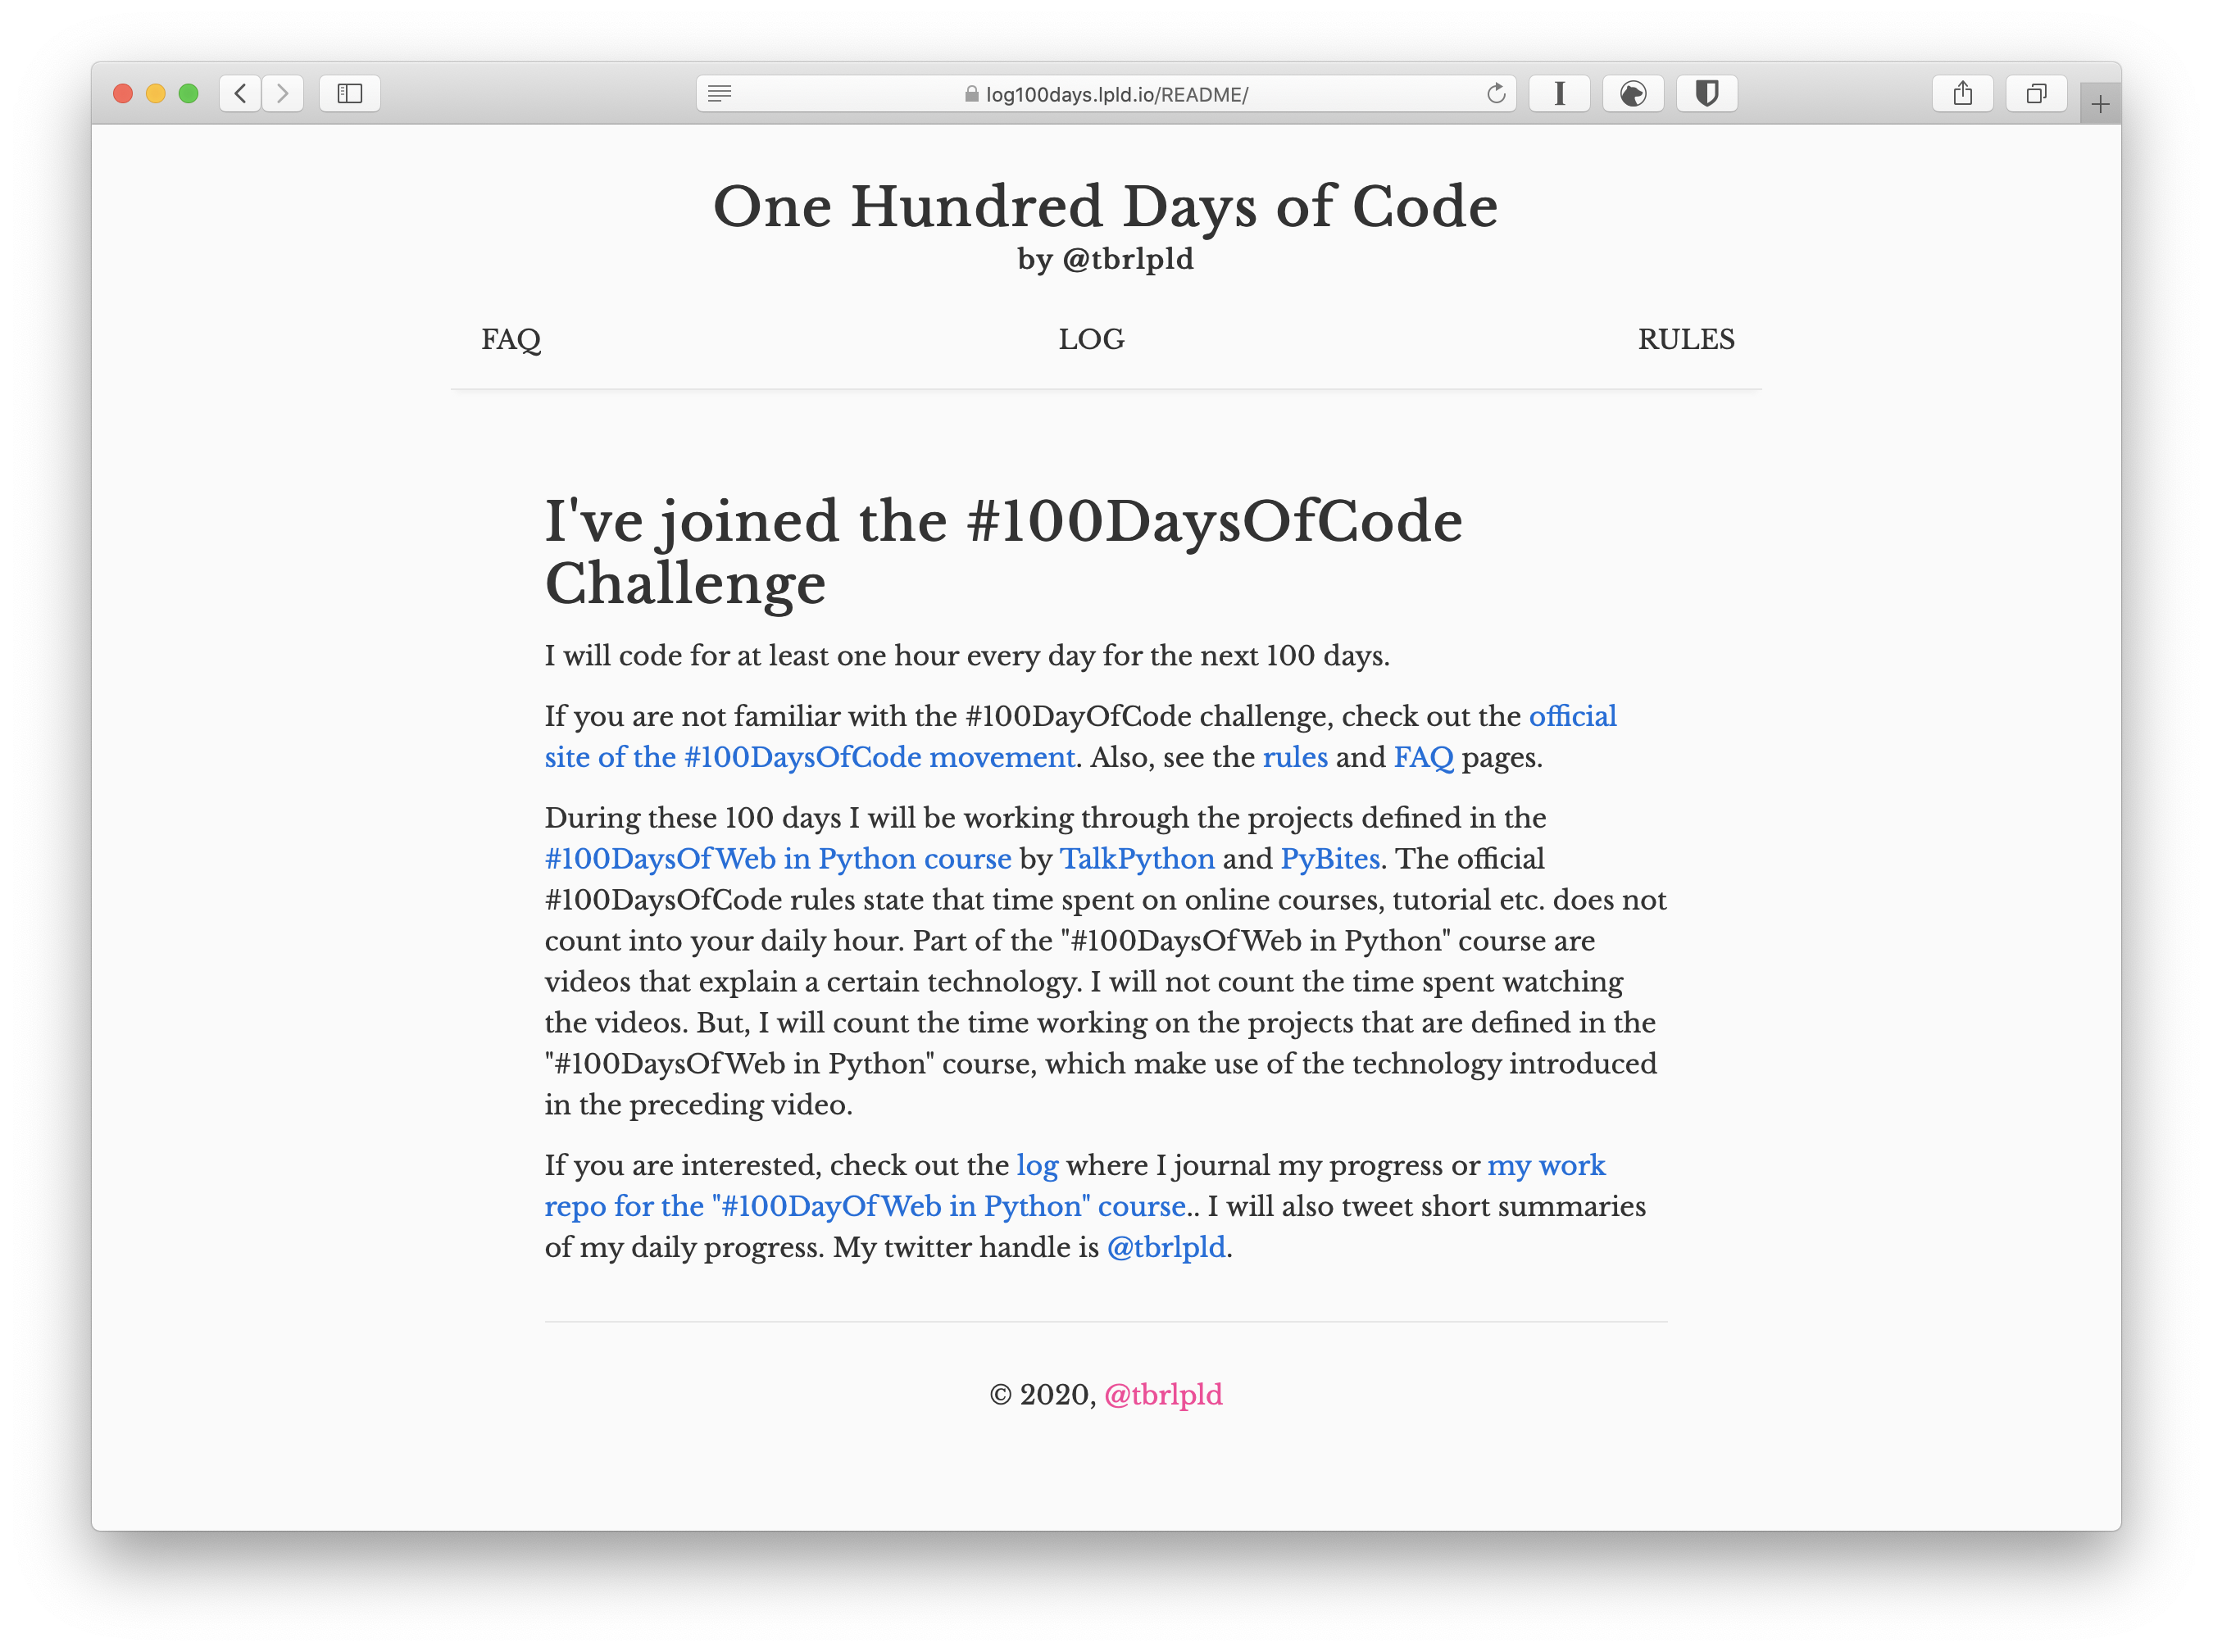 log100days.lpld.io/README/
One Hundred Days of Code
by @tbrlpld
FAQ LOG RULES
I've joined the #100DaysOfCode
Challenge
I will code for at least one hour every day for the next 100 days.
If you are not familiar with the #100DayOfCode challenge, check out the official
site of the #100DaysOfCode movement. Also, see the rules and FAQ pages.
During these 100 days I will be working through the projects defined in the
#100DaysOfWeb in Python course by TalkPython and PyBites. The official
#100DaysOfCode rules state that time spent on online courses, tutorial etc. does not
count into your daily hour. Part of the "#100DaysOfWeb in Python" course are
videos that explain a certain technology. I will not count the time spent watching
the videos. But, I will count the time working on the projects that are defined in the
"#100DaysOfWeb in Python" course, which make use of the technology introduced
in the preceding video.
If you are interested, check out the log where I journal my progress or my work
repo for the "#100DayOfWeb in Python" course.. I will also tweet short summaries
of my daily progress. My twitter handle is @tbrlpld.
© 2020, @tbrlpld